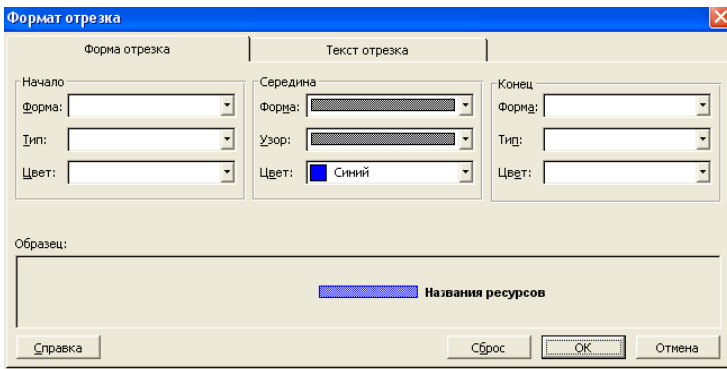 Формат отрезка
Форма отрезка
Текст отрезка
Начало
Форма:
Тип:
Цвет:
Середина
Форма:
Узор:
Цвет: Синий
Конец
Форма:
Тип:
Цвет:
Образец:
Названия ресурсов
Справка
Сброс
ОК
Отмена